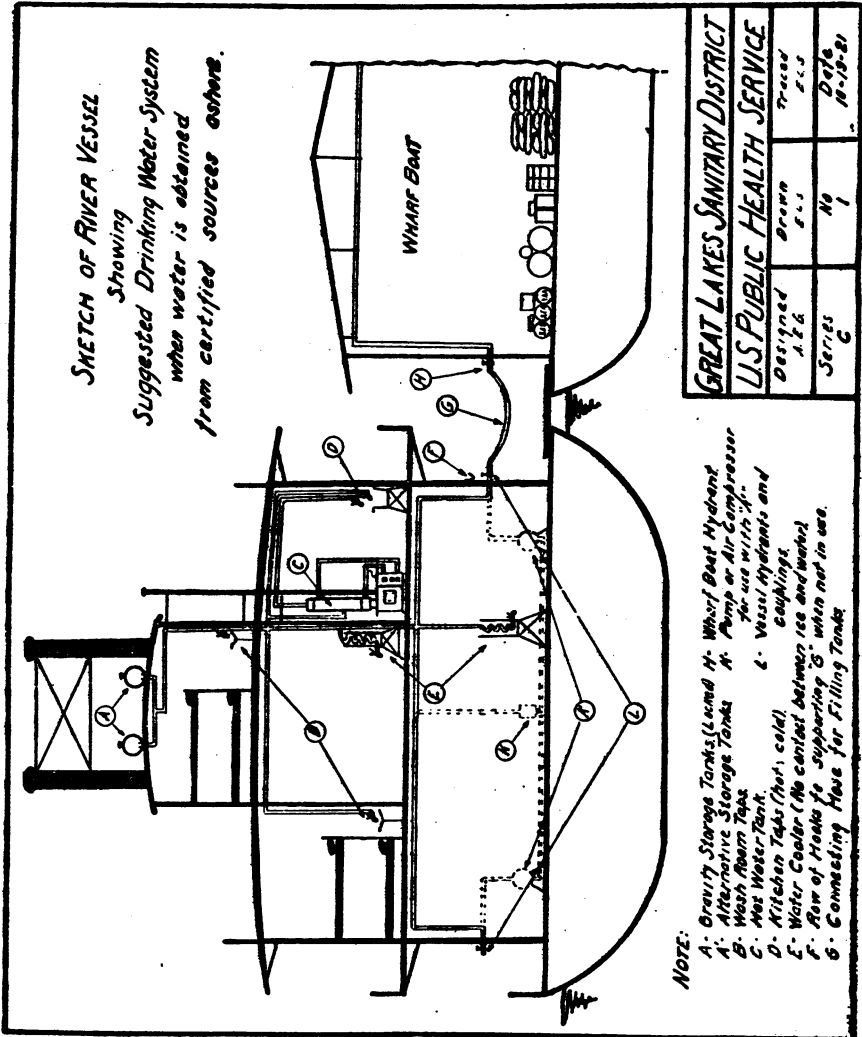 SKETCH OF RIVER VESSEL
Showing
Suggested Drinking Water System
when water is obtained
from certified sources ashore.
WHARF BOAT
A
B
C
D
E
F
G
H
K
A'
L
NOTE:
A- Gravity Storage Tanks (Lined)
A'- Alternative Storage Tanks
B- Wash Room Taps
C- Hot Water Tank.
D- Kitchen Taps (hot & cold).
E- Water Cooler (No contact between ice and water)
F- Row of Hooks for supporting "G" when not in use.
G- Connecting Hose for Filling Tanks.
H- Wharf Boat Hydrant.
K- Pump or Air Compressor
for use with "A'"
L- Vessel Hydrants and
couplings.
GREAT LAKES SANITARY DISTRICT
U.S PUBLIC HEALTH SERVICE
Designed
Drawn
Traced
E L S
E L S
Series
C
No
1
Date